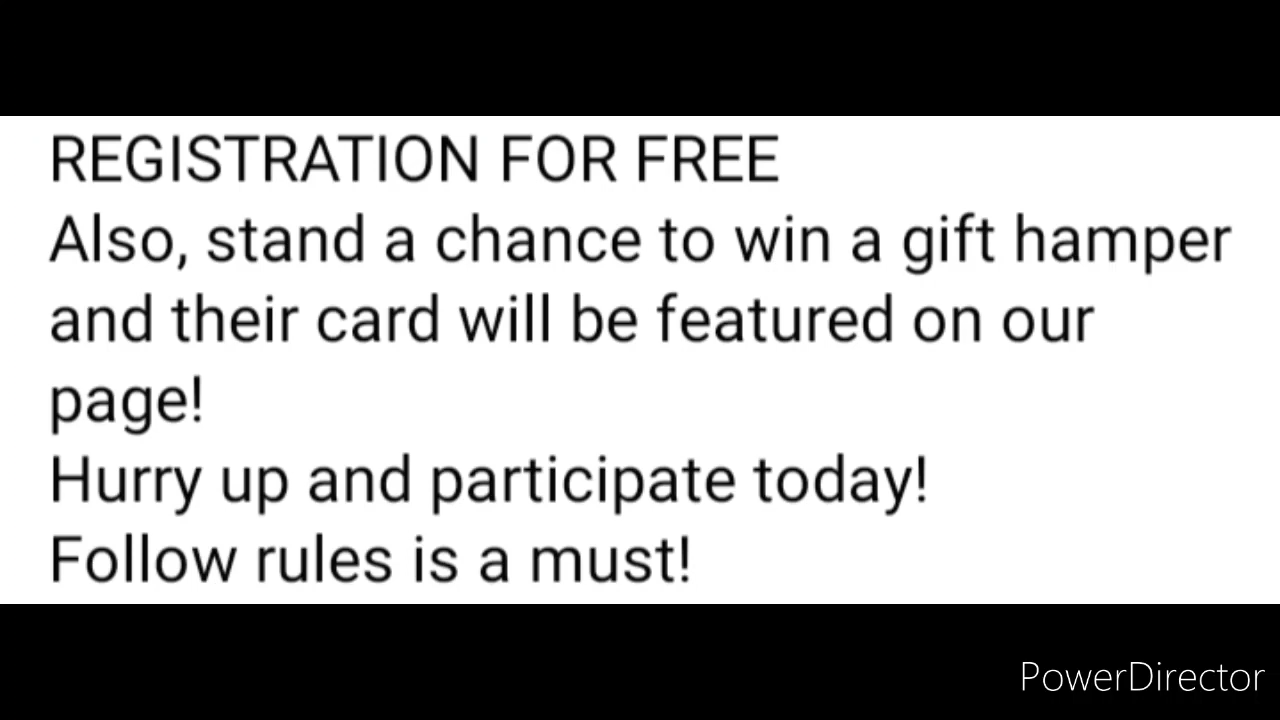 REGISTRATION FOR FREE
Also, stand a chance to win a gift hamper
and their card will be featured on our
page!
Hurry up and participate today!
Follow rules is a must!
PowerDirector